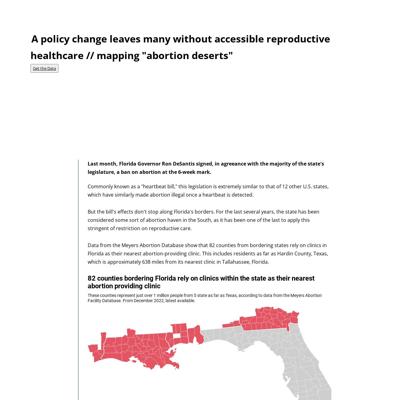 A policy change leaves many without accessible reproductive
healthcare // mapping "abortion deserts"
Get the Data
Last month, Florida Governor Ron DeSantis signed, in agreeance with the majority of the state's
legislature, a ban on abortion at the 6-week mark.
Commonly known as a "heartbeat bill," this legislation is extremely similar to that of 12 other U.S. states,
which have similarly made abortion illegal once a heartbeat is detected.
But the bill's effects don't stop along Florida's borders. For the last several years, the state has been
considered some sort of abortion haven in the South, as it has been one of the last to apply this
stringent of restriction on reproductive care.
Data from the Meyers Abortion Database show that 82 counties from bordering states rely on clinics in
Florida as their nearest abortion-providing clinic. This includes residents as far as Hardin County, Texas,
which is approximately 638 miles from its nearest clinic in Tallahassee, Florida.
82 counties bordering Florida rely on clinics within the state as their nearest
abortion providing clinic
These counties represent just over 1 million people from 5 state as far as Texas, according to data from the Meyers Abortion
Facility Database. From December 2022, latest available.